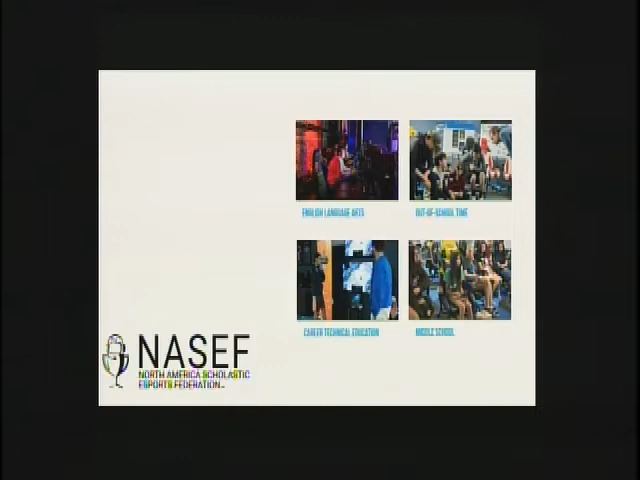 ENGLISH LANGUAGE ARTS
OUT-OF-SCHOOL TIME
CAREER TECHNICAL EDUCATION
MIDDLE SCHOOL
NASEF
NORTH AMERICA SCHOLASTIC
ESPORTS FEDERATION